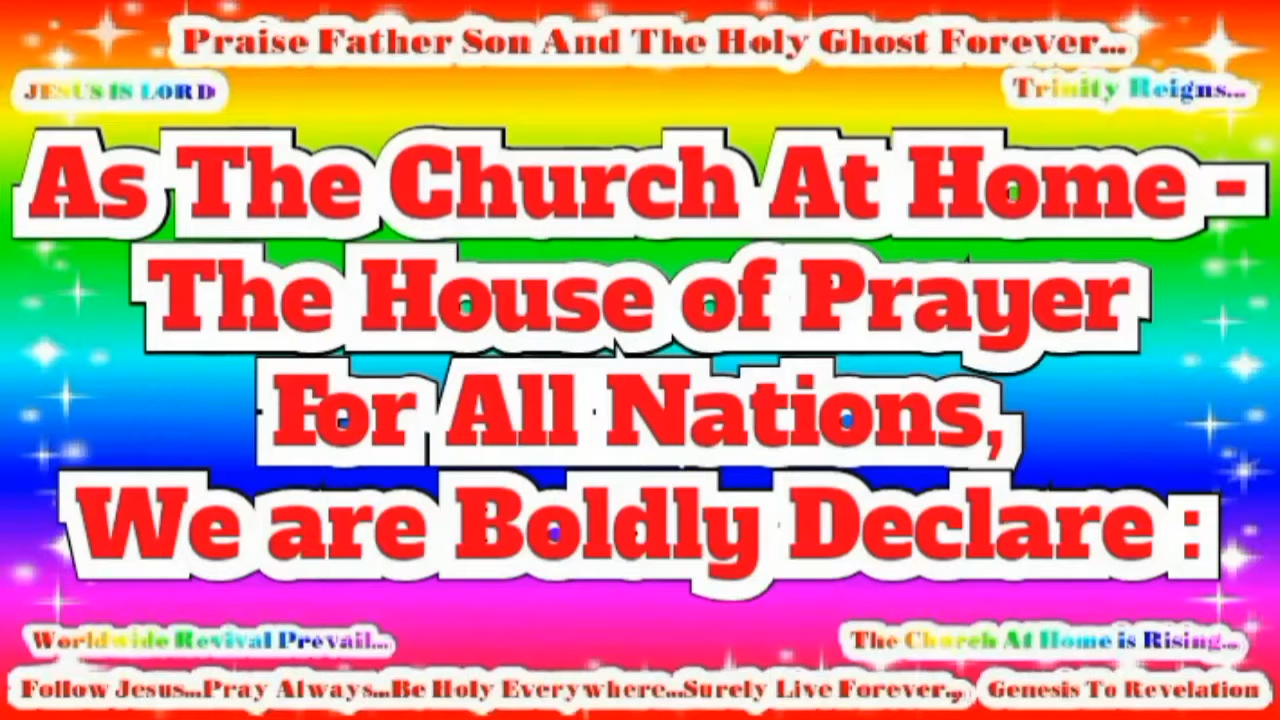 Praise Father Son And The Holy Ghost Forever...
JESUS IS LORD
Trinity Reigns...
As The Church At Home -
The House of Prayer
For All Nations,
We are Boldly Declare :
Worldwide Revival Prevail...
The Church At Home is Rising...
Follow Jesus...Pray Always...Be Holy Everywhere...Surely Live Forever..,
Genesis To Revelation